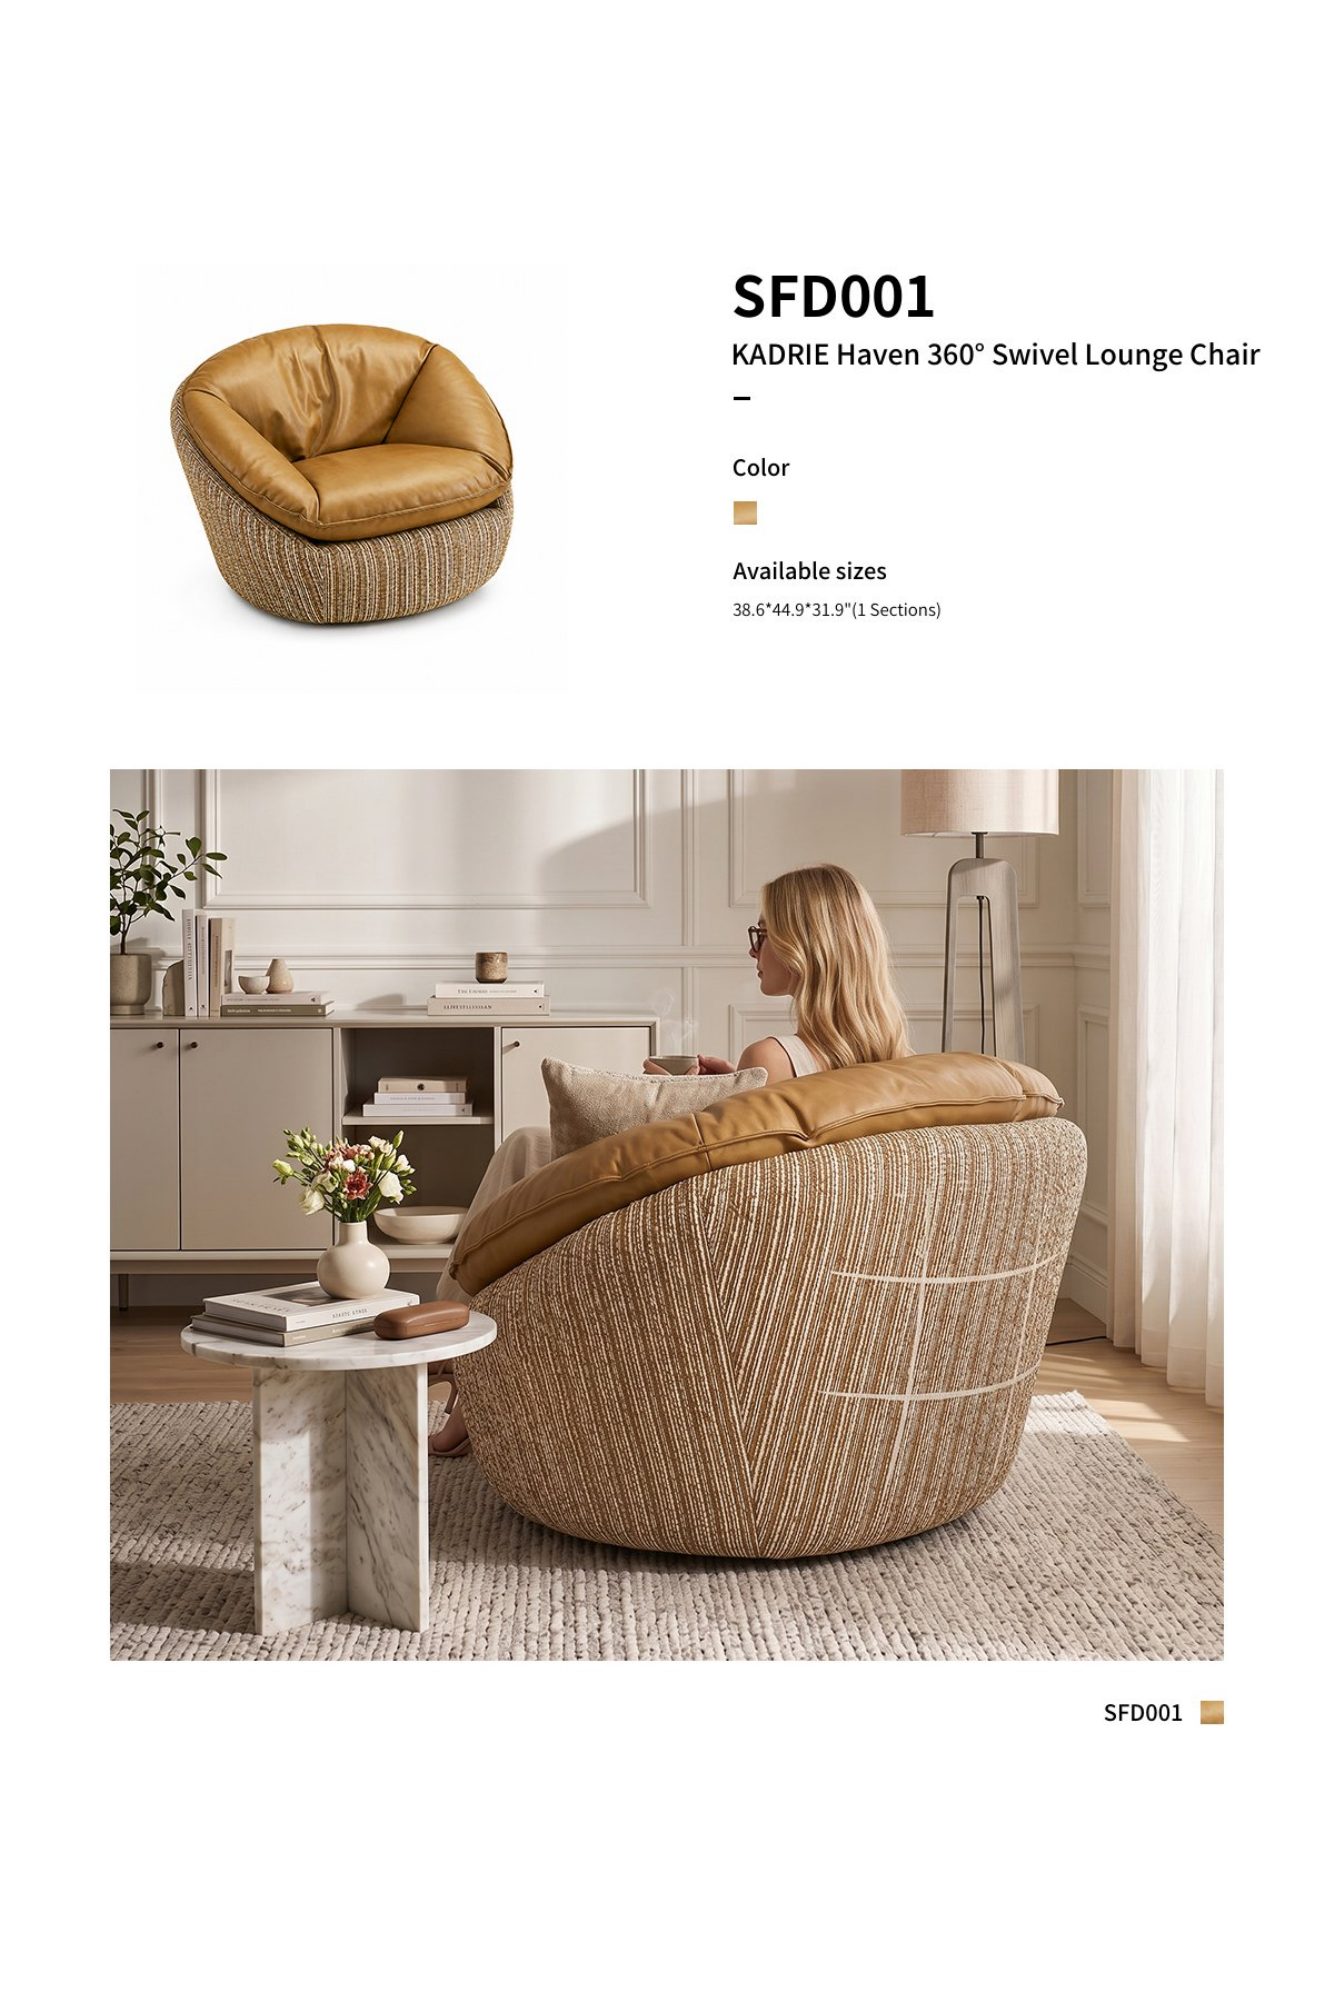 SFD001
KADRIE Haven 360° Swivel Lounge Chair
Color
Available sizes
38.6*44.9*31.9"(1 Sections)
SFD001